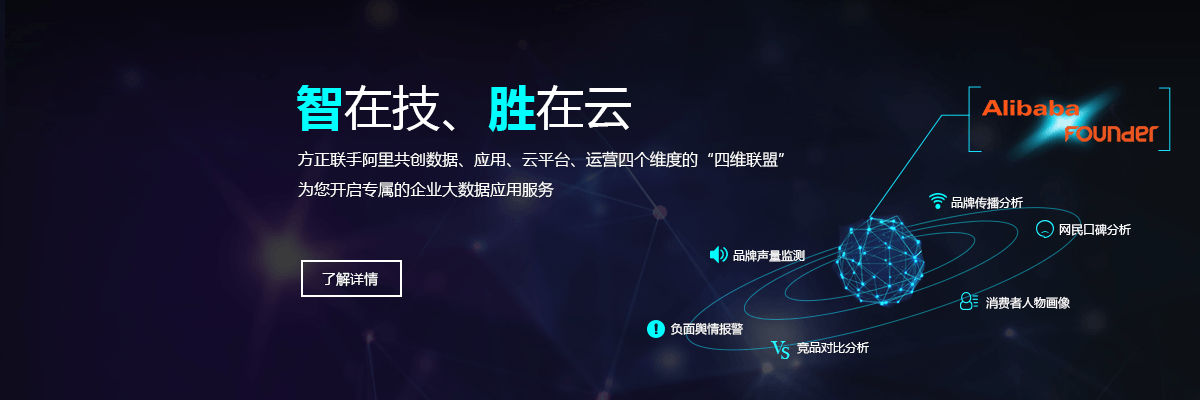 智在技、胜在云
方正联手阿里共创数据、应用、云平台、运营四个维度的“四维联盟”
为您开启专属的企业大数据应用服务
了解详情
Alibaba
FOUNDER
品牌传播分析
网民口碑分析
品牌声量监测
消费者人物画像
负面舆情报警
VS 竞品对比分析